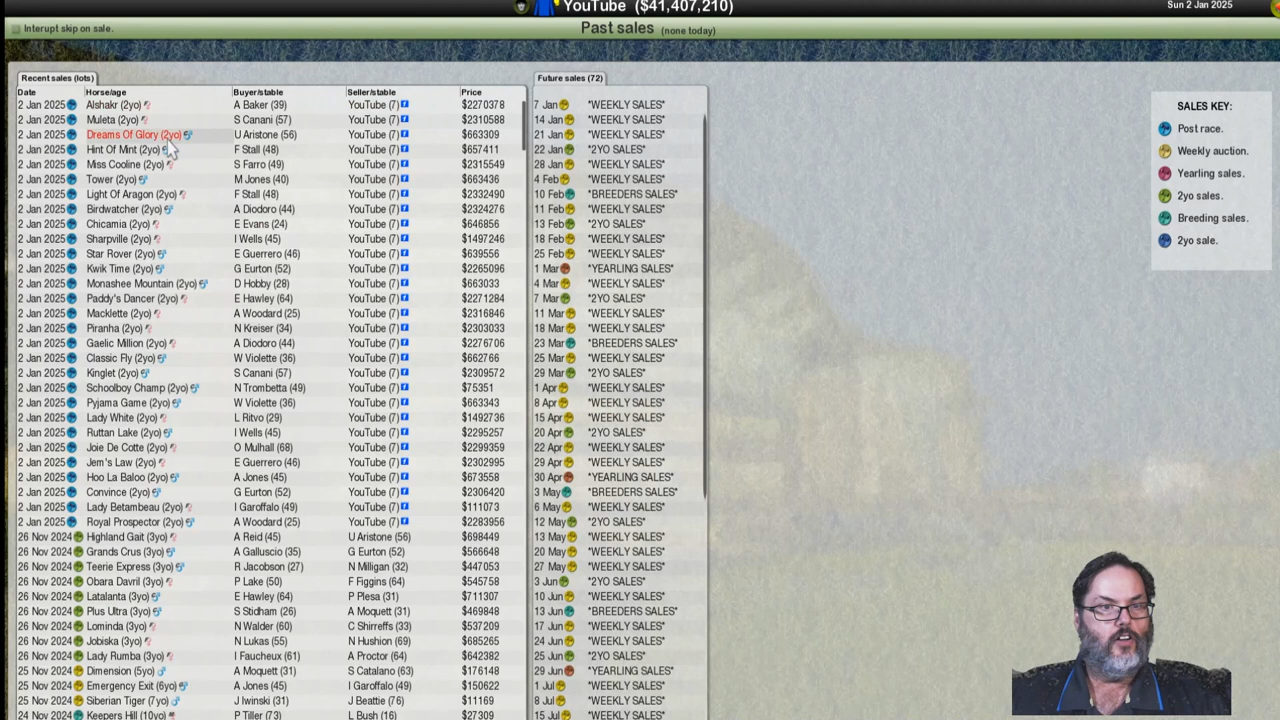 YouTube ($41,407,210)
Sun 2 Jan 2025
Interupt skip on sale.
Past sales (none today)
Recent sales (lots)
Date Horse/age Buyer/stable Seller/stable Price
2 Jan 2025 Alshakr (2yo) A Baker (39) YouTube (7) $2270378
2 Jan 2025 Muleta (2yo) S Canani (57) YouTube (7) $2310588
2 Jan 2025 Dreams Of Glory (2yo) U Aristone (56) YouTube (7) $663309
2 Jan 2025 Hint Of Mint (2yo) F Stall (48) YouTube (7) $657411
2 Jan 2025 Miss Cooline (2yo) S Farro (49) YouTube (7) $2315549
2 Jan 2025 Tower (2yo) M Jones (40) YouTube (7) $663436
2 Jan 2025 Light Of Aragon (2yo) F Stall (48) YouTube (7) $2332490
2 Jan 2025 Birdwatcher (2yo) A Diodoro (44) YouTube (7) $2324276
2 Jan 2025 Chicamia (2yo) E Evans (24) YouTube (7) $646856
2 Jan 2025 Sharpville (2yo) I Wells (45) YouTube (7) $1497246
2 Jan 2025 Star Rover (2yo) E Guerrero (46) YouTube (7) $639556
2 Jan 2025 Kwik Time (2yo) G Eurton (52) YouTube (7) $2265096
2 Jan 2025 Monashee Mountain (2yo) D Hobby (28) YouTube (7) $663033
2 Jan 2025 Paddy's Dancer (2yo) E Hawley (64) YouTube (7) $2271284
2 Jan 2025 Macklette (2yo) A Woodard (25) YouTube (7) $2316846
2 Jan 2025 Piranha (2yo) N Kreiser (34) YouTube (7) $2303033
2 Jan 2025 Gaelic Million (2yo) A Diodoro (44) YouTube (7) $2276706
2 Jan 2025 Classic Fly (2yo) W Violette (36) YouTube (7) $662766
2 Jan 2025 Kinglet (2yo) S Canani (57) YouTube (7) $2309572
2 Jan 2025 Schoolboy Champ (2yo) N Trombetta (49) YouTube (7) $75351
2 Jan 2025 Pyjama Game (2yo) W Violette (36) YouTube (7) $663343
2 Jan 2025 Lady White (2yo) L Ritvo (29) YouTube (7) $1492736
2 Jan 2025 Ruttan Lake (2yo) I Wells (45) YouTube (7) $2295257
2 Jan 2025 Joie De Cotte (2yo) O Mulhall (68) YouTube (7) $2299359
2 Jan 2025 Jem's Law (2yo) E Guerrero (46) YouTube (7) $2302995
2 Jan 2025 Hoo La Baloo (2yo) A Jones (45) YouTube (7) $673558
2 Jan 2025 Convince (2yo) G Eurton (52) YouTube (7) $2306420
2 Jan 2025 Lady Betambeau (2yo) I Garoffalo (49) YouTube (7) $111073
2 Jan 2025 Royal Prospector (2yo) A Woodard (25) YouTube (7) $2283956
26 Nov 2024 Highland Gait (3yo) A Reid (45) U Aristone (56) $698449
26 Nov 2024 Grands Crus (3yo) A Galluscio (35) G Eurton (52) $566648
26 Nov 2024 Teerie Express (3yo) R Jacobson (27) N Milligan (32) $447053
26 Nov 2024 Obara Davril (3yo) P Lake (50) F Figgins (64) $545758
26 Nov 2024 Latalanta (3yo) E Hawley (64) P Plesa (31) $711307
26 Nov 2024 Plus Ultra (3yo) S Stidham (26) A Moquett (31) $469848
26 Nov 2024 Lominda (3yo) N Walder (60) C Shirreffs (33) $537209
26 Nov 2024 Jobiska (3yo) N Lukas (55) N Hushion (69) $685265
26 Nov 2024 Lady Rumba (3yo) I Faucheux (61) A Proctor (64) $642382
25 Nov 2024 Dimension (5yo) A Moquett (31) S Catalano (63) $176148
25 Nov 2024 Emergency Exit (6yo) A Jones (45) I Garoffalo (49) $150622
25 Nov 2024 Siberian Tiger (7yo) J Iwinski (31) J Beattie (76) $11169
24 Nov 2024 Keepers Hill (10yo) P Tiller (73) L Bush (16) $27309
Future sales (72)
7 Jan *WEEKLY SALES*
14 Jan *WEEKLY SALES*
21 Jan *WEEKLY SALES*
22 Jan *2YO SALES*
28 Jan *WEEKLY SALES*
4 Feb *WEEKLY SALES*
10 Feb *BREEDERS SALES*
11 Feb *WEEKLY SALES*
13 Feb *2YO SALES*
18 Feb *WEEKLY SALES*
25 Feb *WEEKLY SALES*
1 Mar *YEARLING SALES*
4 Mar *WEEKLY SALES*
7 Mar *2YO SALES*
11 Mar *WEEKLY SALES*
18 Mar *WEEKLY SALES*
23 Mar *BREEDERS SALES*
25 Mar *WEEKLY SALES*
29 Mar *2YO SALES*
1 Apr *WEEKLY SALES*
8 Apr *WEEKLY SALES*
15 Apr *WEEKLY SALES*
20 Apr *2YO SALES*
22 Apr *WEEKLY SALES*
29 Apr *WEEKLY SALES*
30 Apr *YEARLING SALES*
3 May *BREEDERS SALES*
6 May *WEEKLY SALES*
12 May *2YO SALES*
13 May *WEEKLY SALES*
20 May *WEEKLY SALES*
27 May *WEEKLY SALES*
3 Jun *2YO SALES*
10 Jun *WEEKLY SALES*
13 Jun *BREEDERS SALES*
17 Jun *WEEKLY SALES*
24 Jun *WEEKLY SALES*
25 Jun *2YO SALES*
29 Jun *YEARLING SALES*
1 Jul *WEEKLY SALES*
8 Jul *WEEKLY SALES*
15 Jul *WEEKLY SALES*
SALES KEY:
Post race.
Weekly auction.
Yearling sales.
2yo sales.
Breeding sales.
2yo sale.